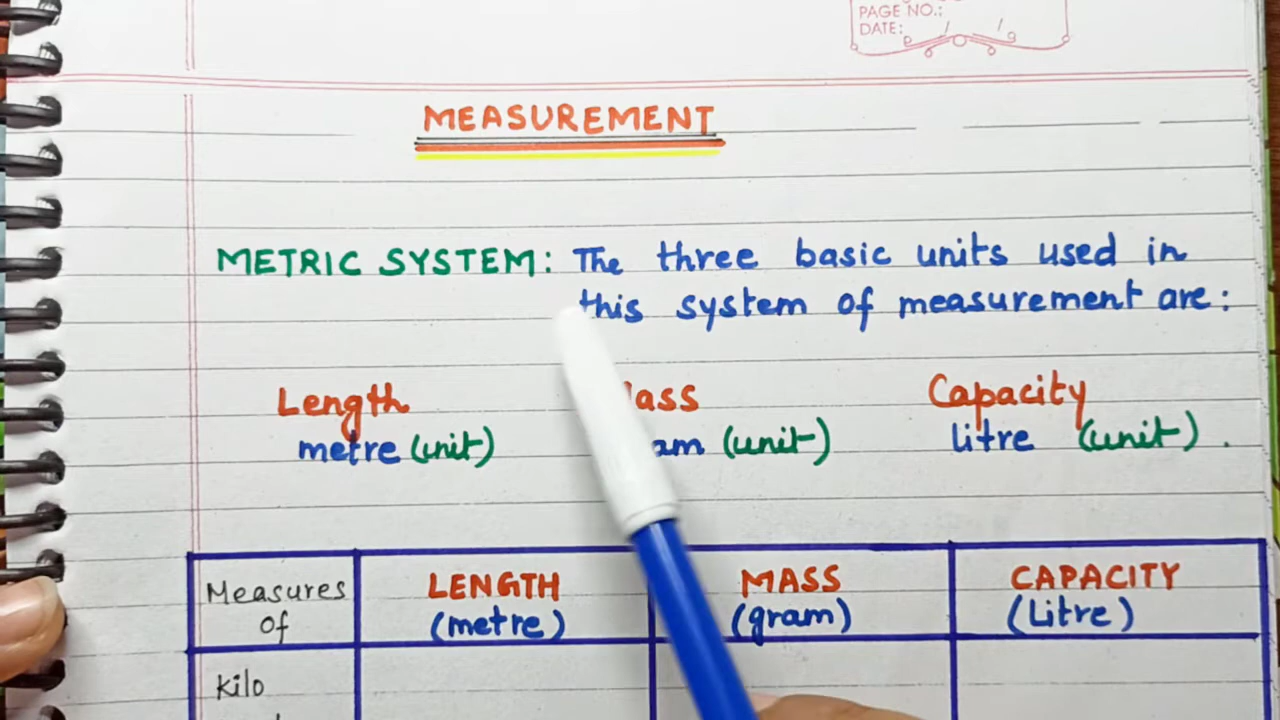 PAGE NO.:
DATE:
MEASUREMENT
METRIC SYSTEM: The three basic units used in
this system of measurement are:
Length Capacity
metre (unit) (unit) litre (unit).
Measures of LENGTH (metre) MASS (gram) CAPACITY (Litre)
Kilo